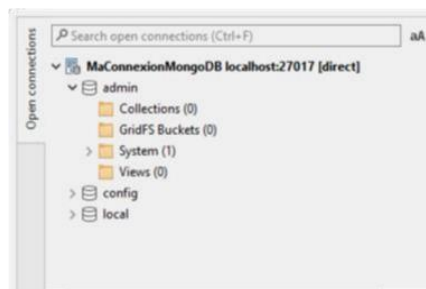 Open connections
Search open connections (Ctrl+F)
aA
MaConnexionMongoDB localhost:27017 [direct]
admin
Collections (0)
GridFS Buckets (0)
System (1)
Views (0)
config
local